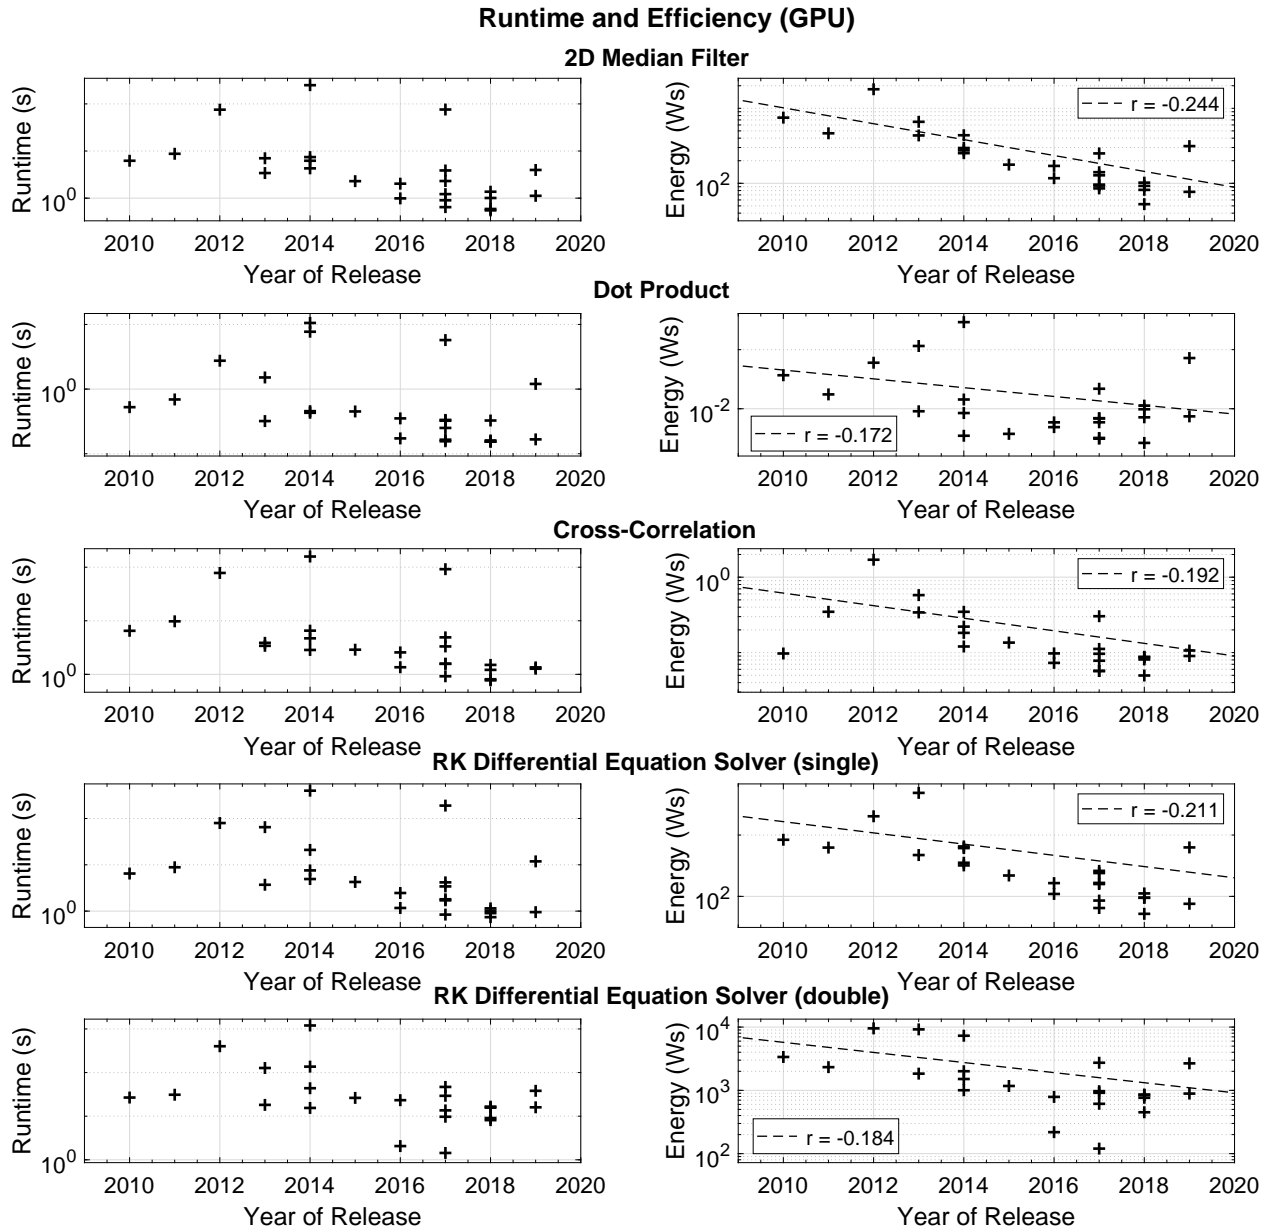 Runtime and Efficiency (GPU)
2D Median Filter
Runtime (s)
10^0
2010 2012 2014 2016 2018 2020
Year of Release
Energy (Ws)
10^2
r = -0.244
2010 2012 2014 2016 2018 2020
Year of Release
Dot Product
Runtime (s)
10^0
2010 2012 2014 2016 2018 2020
Year of Release
Energy (Ws)
10^-2
r = -0.172
2010 2012 2014 2016 2018 2020
Year of Release
Cross-Correlation
Runtime (s)
10^0
2010 2012 2014 2016 2018 2020
Year of Release
Energy (Ws)
10^0
r = -0.192
2010 2012 2014 2016 2018 2020
Year of Release
RK Differential Equation Solver (single)
Runtime (s)
10^0
2010 2012 2014 2016 2018 2020
Year of Release
Energy (Ws)
10^2
r = -0.211
2010 2012 2014 2016 2018 2020
Year of Release
RK Differential Equation Solver (double)
Runtime (s)
10^0
2010 2012 2014 2016 2018 2020
Year of Release
Energy (Ws)
10^4
10^3
10^2
r = -0.184
2010 2012 2014 2016 2018 2020
Year of Release